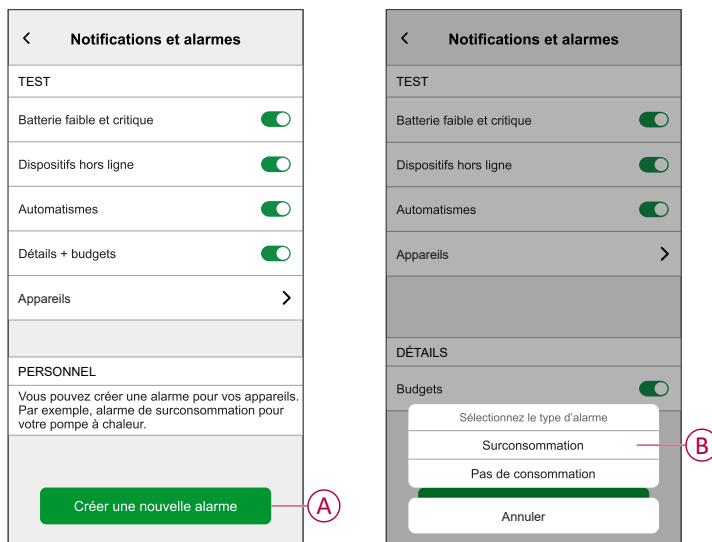 Notifications et alarmes
TEST
Batterie faible et critique
Dispositifs hors ligne
Automatismes
Détails + budgets
Appareils
PERSONNEL
Vous pouvez créer une alarme pour vos appareils.
Par exemple, alarme de surconsommation pour
votre pompe à chaleur.
Créer une nouvelle alarme
A
Notifications et alarmes
TEST
Batterie faible et critique
Dispositifs hors ligne
Automatismes
Appareils
DÉTAILS
Budgets
Sélectionnez le type d'alarme
Surconsommation
B
Pas de consommation
Annuler